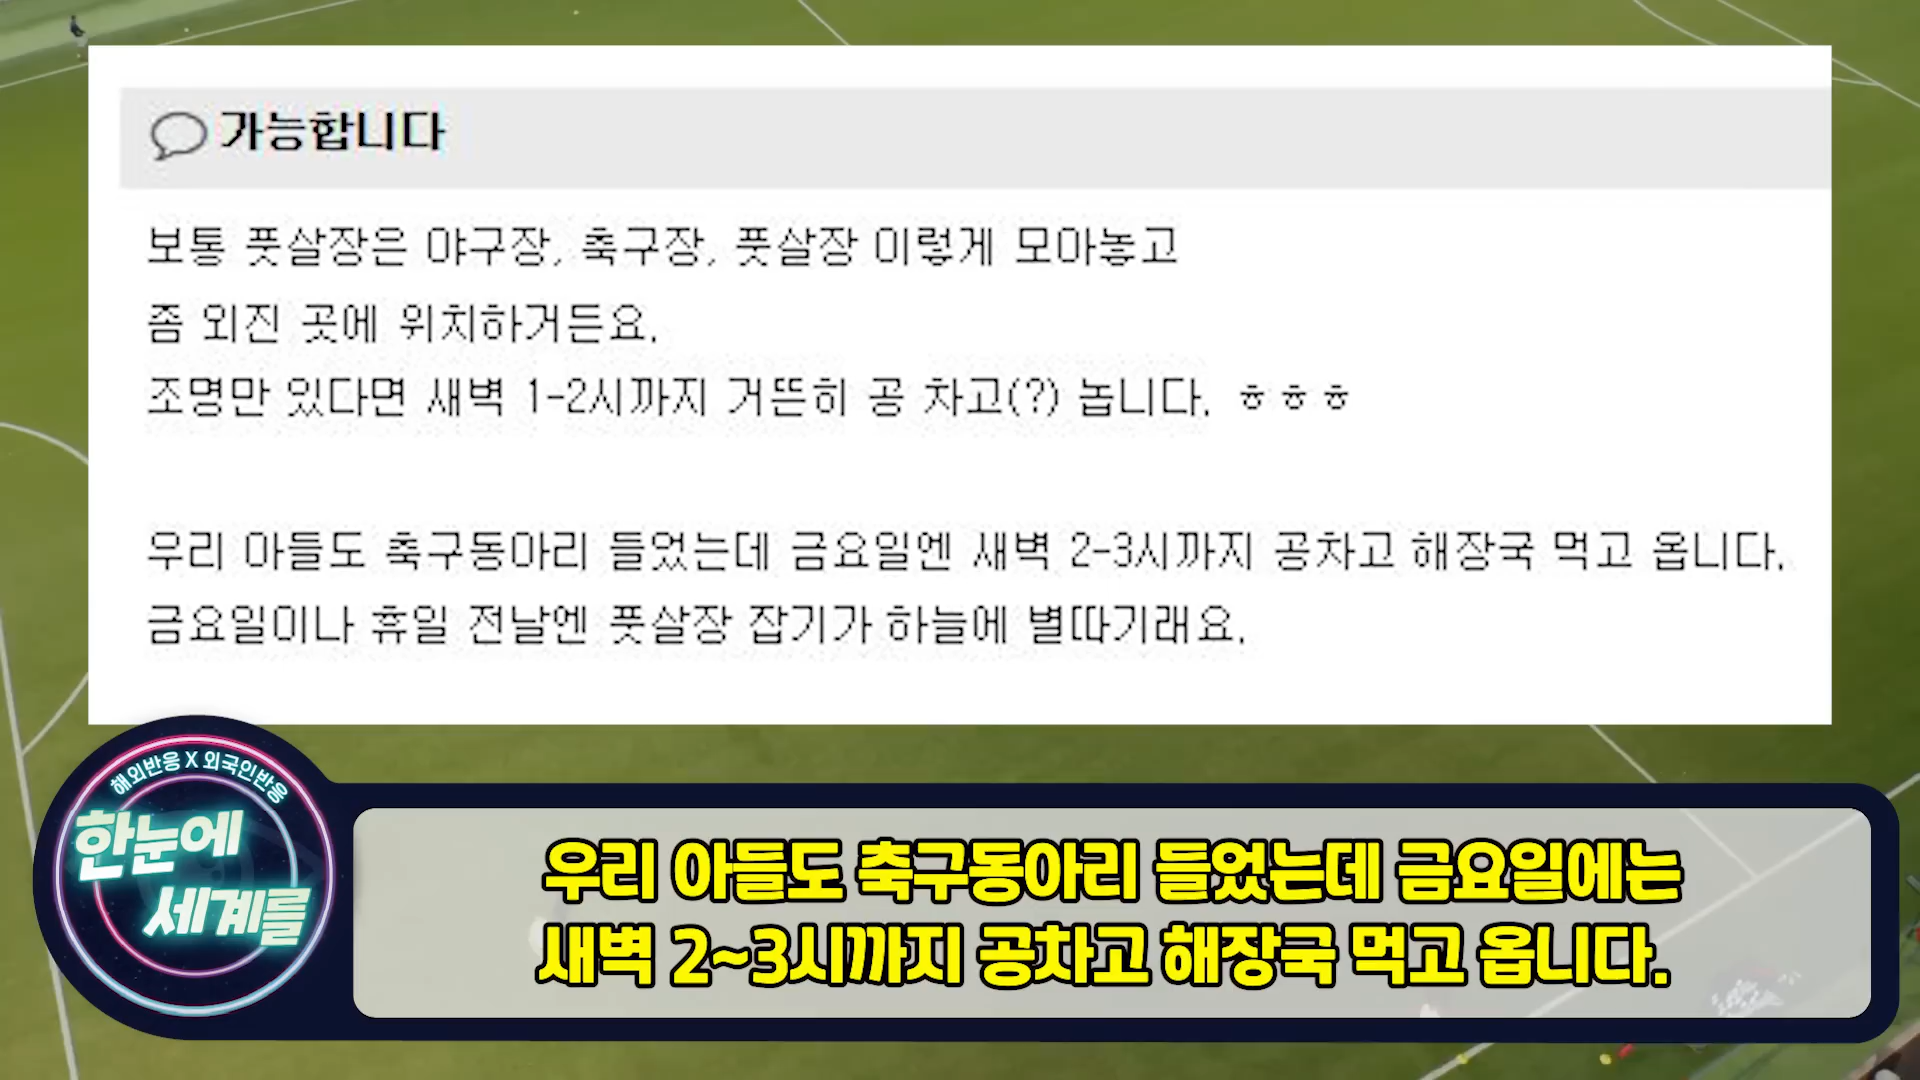 가능합니다
보통 풋살장은 야구장, 축구장, 풋살장 이렇게 모아놓고
좀 외진 곳에 위치하거든요.
조명만 있다면 새벽 1-2시까지 거뜬히 공 차고(?) 놉니다. ㅎㅎㅎ
우리 아들도 축구동아리 들었는데 금요일엔 새벽 2-3시까지 공차고 해장국 먹고 옵니다.
금요일이나 휴일 전날엔 풋살장 잡기가 하늘에 별따기래요.
해외반응 X 외국인반응
한눈에
세계를
우리 아들도 축구동아리 들었는데 금요일에는
새벽 2~3시까지 공차고 해장국 먹고 옵니다.